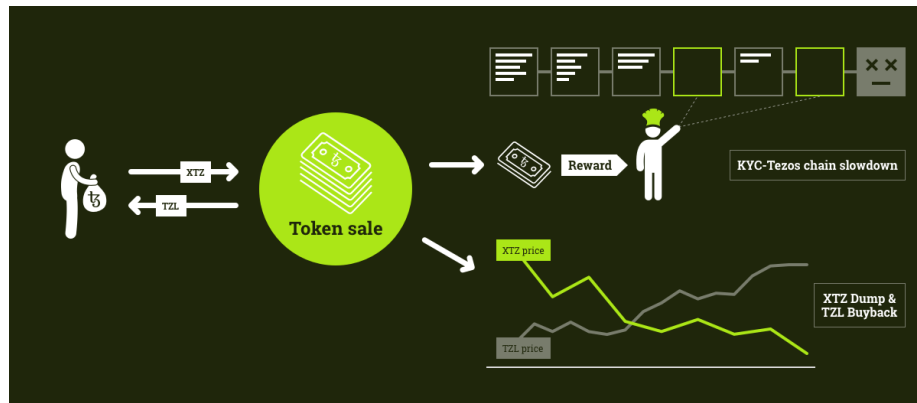 XTZ
TZL
Token sale
Reward
KYC-Tezos chain slowdown
XTZ price
TZL price
XTZ Dump &
TZL Buyback